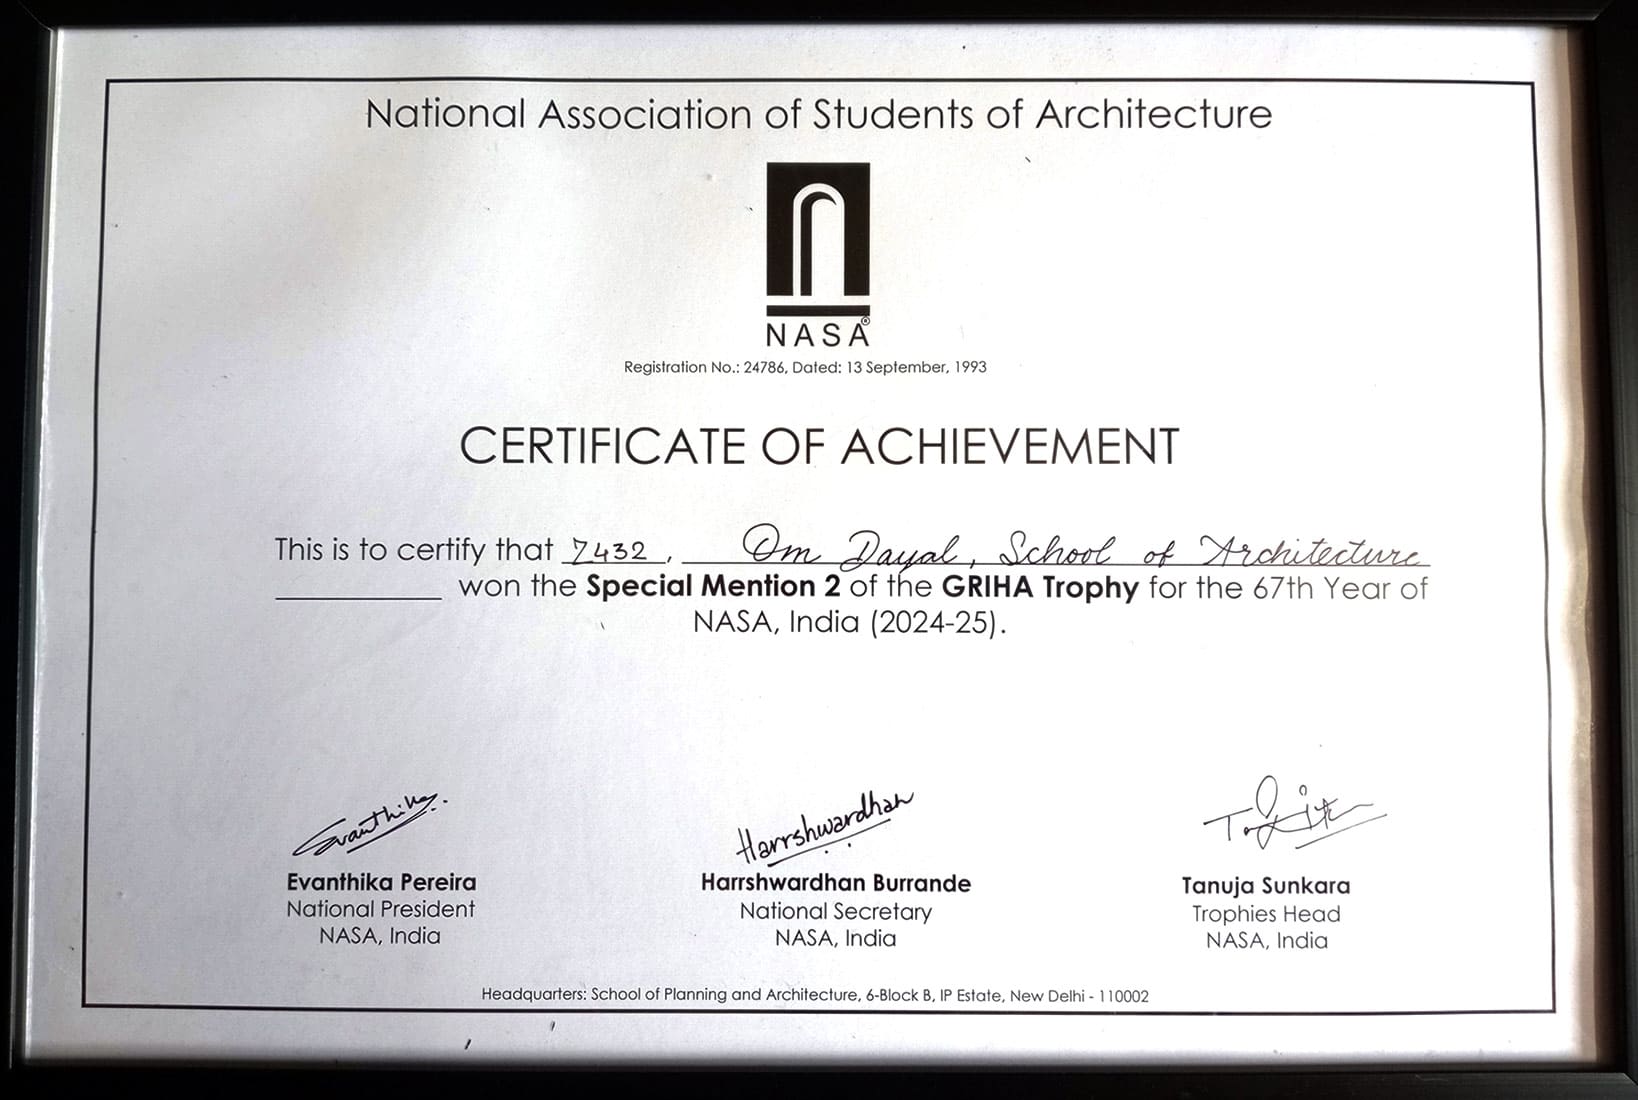 National Association of Students of Architecture
NASA®
Registration No.: 24786, Dated: 13 September, 1993
CERTIFICATE OF ACHIEVEMENT
This is to certify that Z432, Om Dayal, School of Architecture
__________ won the Special Mention 2 of the GRIHA Trophy for the 67th Year of
NASA, India (2024-25).
Evanthika Harrshwardhan
Evanthika Pereira Harrshwardhan Burrande Tanuja Sunkara
National President National Secretary Trophies Head
NASA, India NASA, India NASA, India
Headquarters: School of Planning and Architecture, 6-Block B, IP Estate, New Delhi - 110002